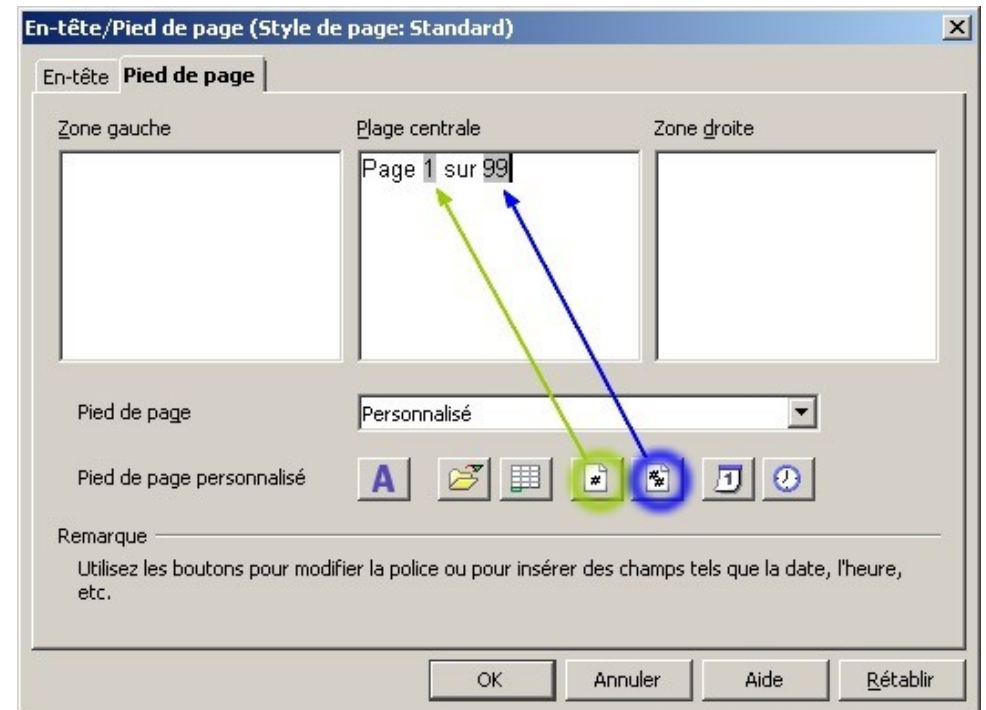 En-tête/Pied de page (Style de page: Standard)
En-tête Pied de page
Zone gauche Plage centrale Zone droite
Page 1 sur 99
Pied de page Personnalisé
Pied de page personnalisé A # 1
Remarque
Utilisez les boutons pour modifier la police ou pour insérer des champs tels que la date, l'heure,
etc.
OK Annuler Aide Rétablir